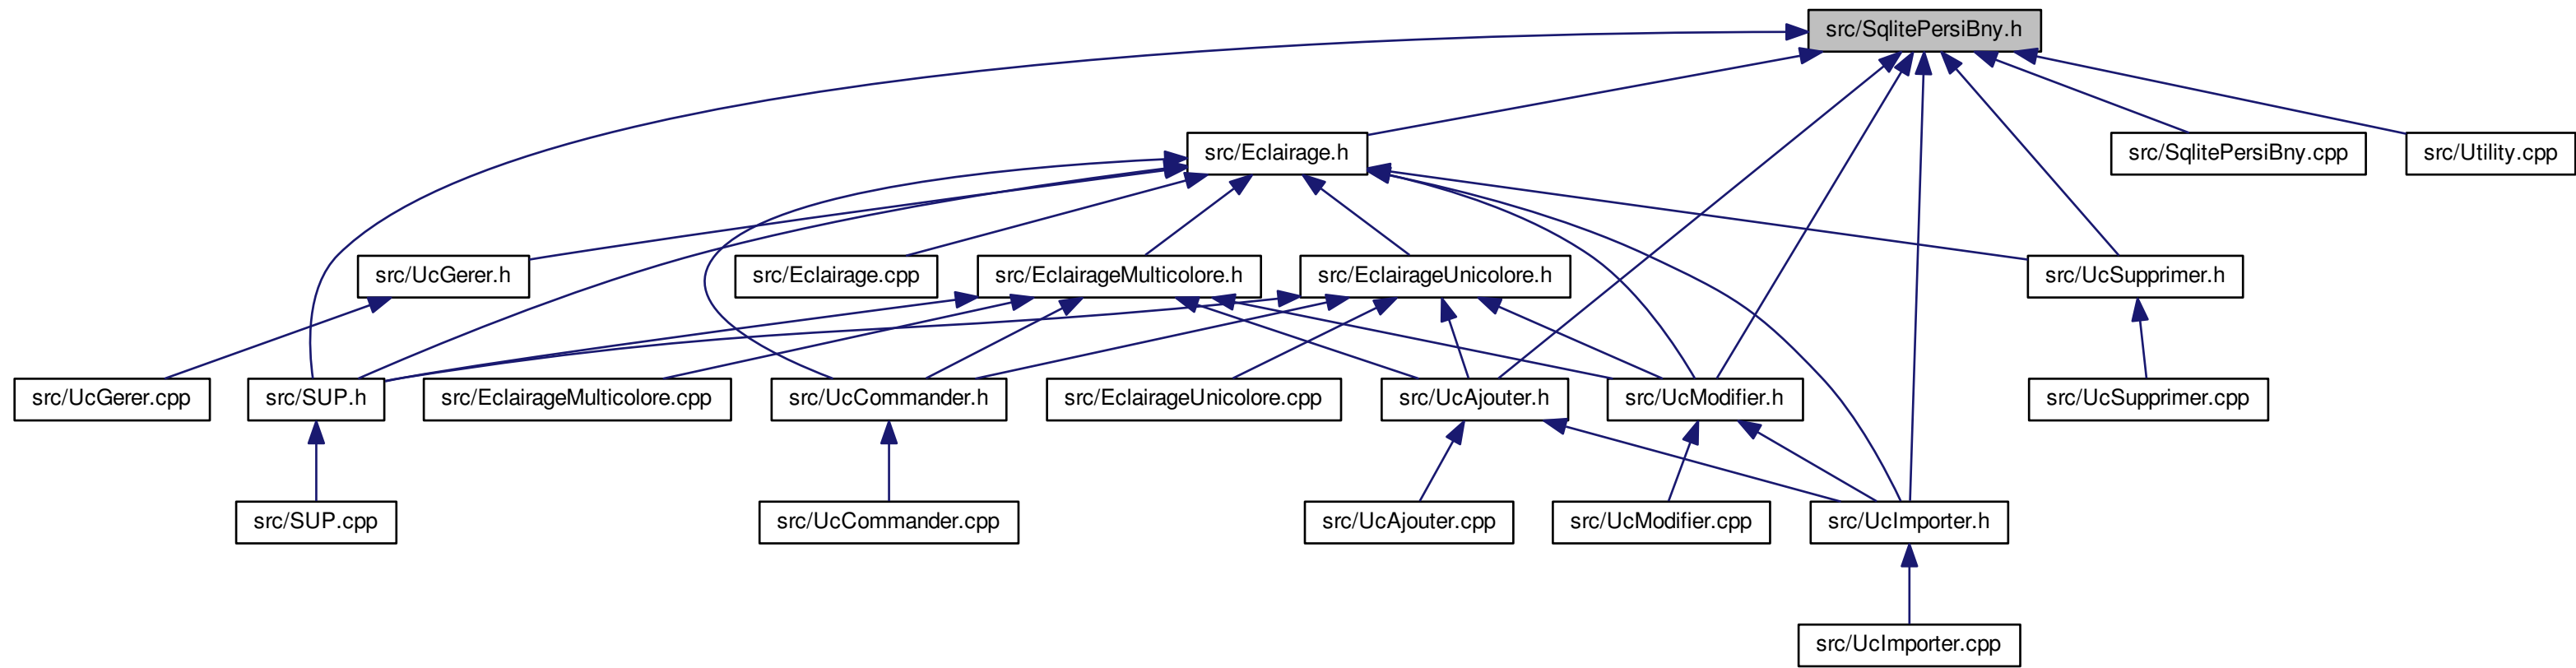 src/SqlitePersiBny.h
src/Eclairage.h
src/SqlitePersiBny.cpp
src/Utility.cpp
src/UcGerer.h
src/Eclairage.cpp
src/EclairageMulticolore.h
src/EclairageUnicolore.h
src/UcSupprimer.h
src/UcGerer.cpp
src/SUP.h
src/EclairageMulticolore.cpp
src/UcCommander.h
src/EclairageUnicolore.cpp
src/UcAjouter.h
src/UcModifier.h
src/UcSupprimer.cpp
src/SUP.cpp
src/UcCommander.cpp
src/UcAjouter.cpp
src/UcModifier.cpp
src/UcImporter.h
src/UcImporter.cpp